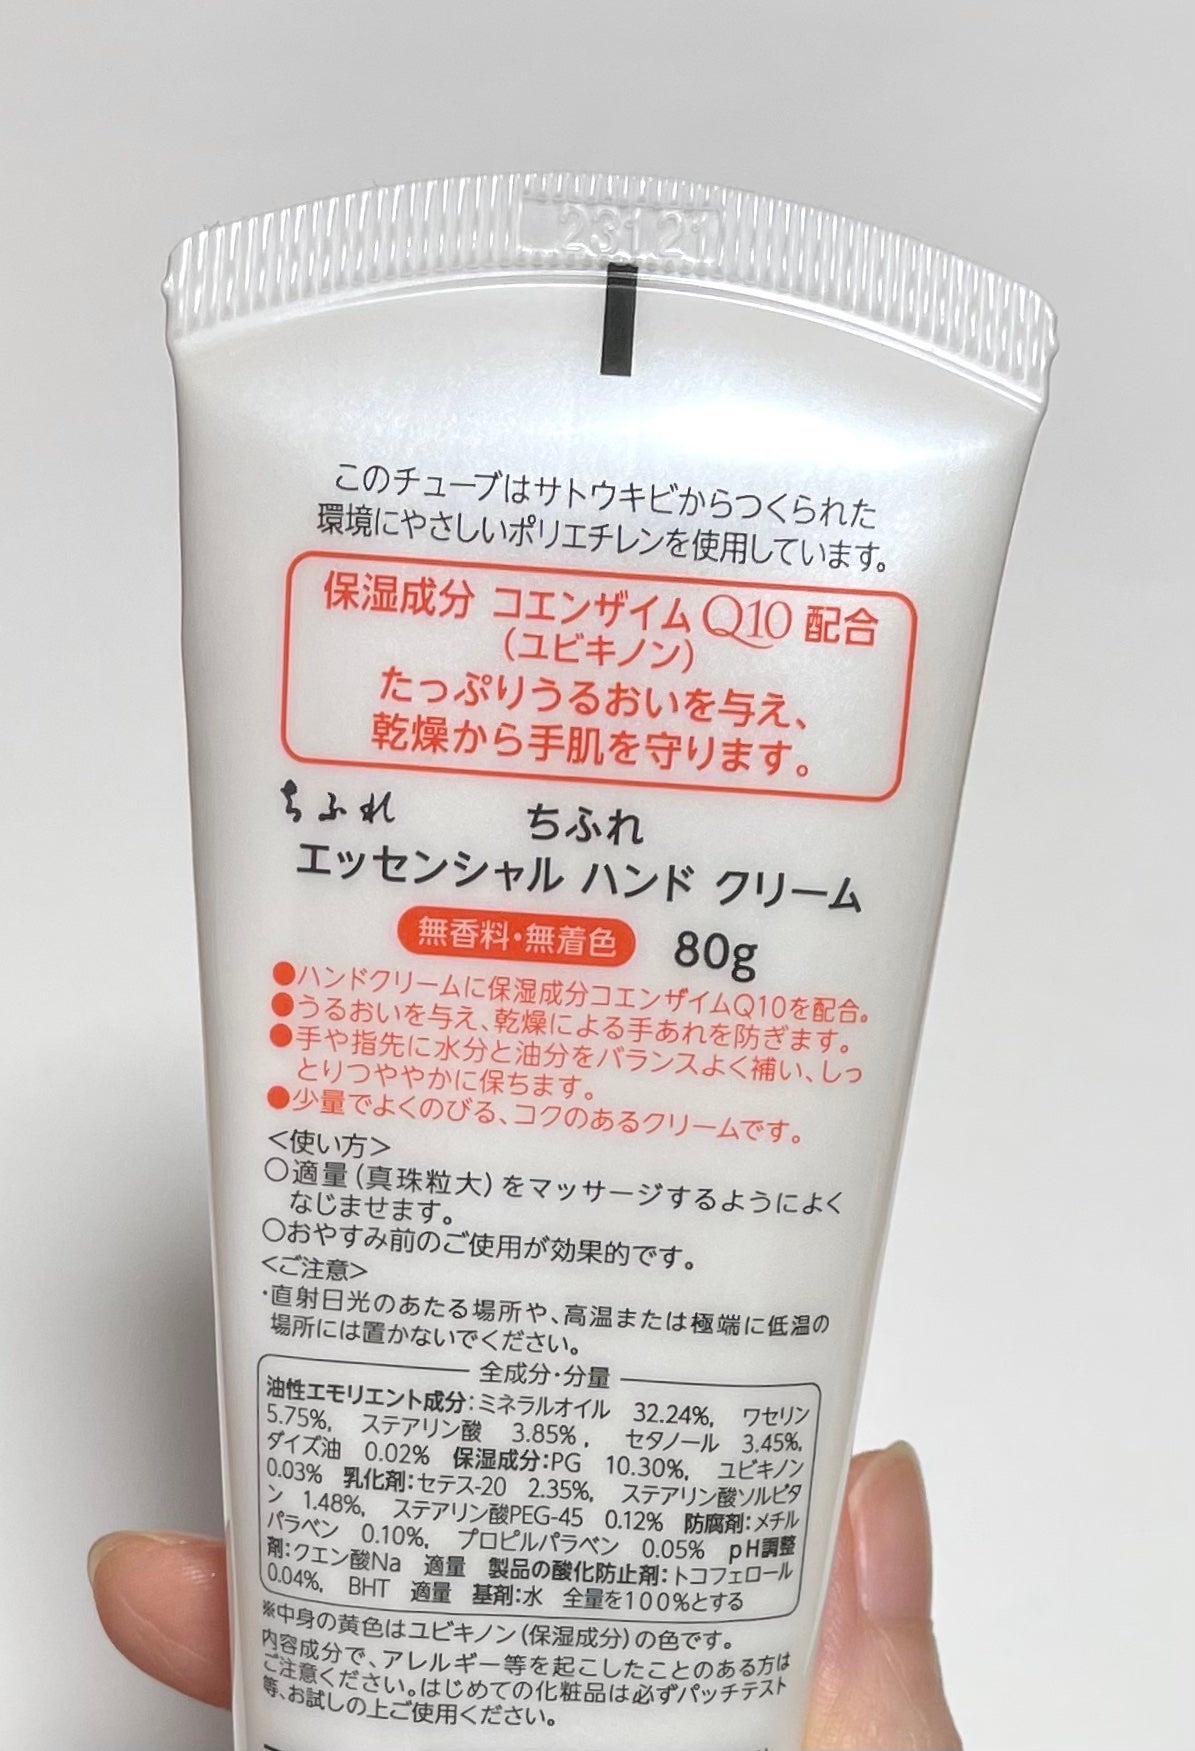 23121
このチューブはサトウキビからつくられた
環境にやさしいポリエチレンを使用しています。
保湿成分 コエンザイムQ10 配合
(ユビキノン)
たっぷりうるおいを与え、
乾燥から手肌を守ります。
ちふれ ちふれ
エッセンシャル ハンド クリーム
無香料・無着色 80g
●ハンドクリームに保湿成分コエンザイムQ10を配合。
●うるおいを与え、乾燥による手あれを防ぎます。
●手や指先に水分と油分をバランスよく補い、しっ
とりつややかに保ちます。
●少量でよくのびる、コクのあるクリームです。
<使い方>
○適量(真珠粒大)をマッサージするようによく
なじませます。
○おやすみ前のご使用が効果的です。
<ご注意>
・直射日光のあたる場所や、高温または極端に低温の
場所には置かないでください。
全成分・分量
油性エモリエント成分:ミネラルオイル 32.24%, ワセリン
5.75%, ステアリン酸 3.85%, セタノール 3.45%,
ダイズ油 0.02% 保湿成分:PG 10.30%, ユビキノン
0.03% 乳化剤:セテス-20 2.35%, ステアリン酸ソルビタ
ン 1.48%, ステアリン酸PEG-45 0.12% 防腐剤:メチル
パラベン 0.10%, プロピルパラベン 0.05% pH調整
剤:クエン酸Na 適量 製品の酸化防止剤:トコフェロール
0.04%, BHT 適量 基剤:水 全量を100%とする
※中身の黄色はユビキノン(保湿成分)の色です。
内容成分で、アレルギー等を起こしたことのある方は
ご注意ください。はじめての化粧品は必ずパッチテスト
等、お試しの上ご使用ください。